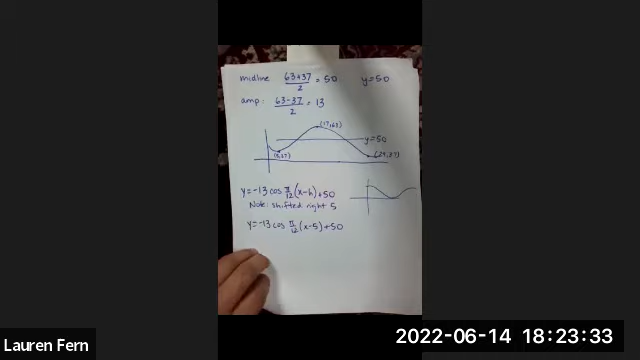 midline 63+37/2 = 50 y=50
amp: 63-37/2 = 13
(17,63)
y=50
(5,37)
(29,37)
y=-13 cos π/12 (x-h)+50
Note: shifted right 5
y=-13 cos π/12 (x-5)+50
Lauren Fern
2022-06-14 18:23:33